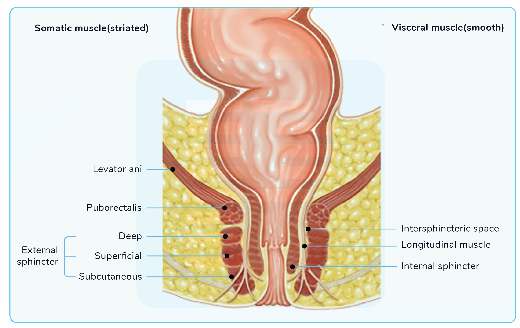 Somatic muscle(striated)
Visceral muscle(smooth)
Levator ani
Puborectalis
Deep
External
sphincter
Superficial
Subcutaneous
Intersphincteric space
Longitudinal muscle
Internal sphincter